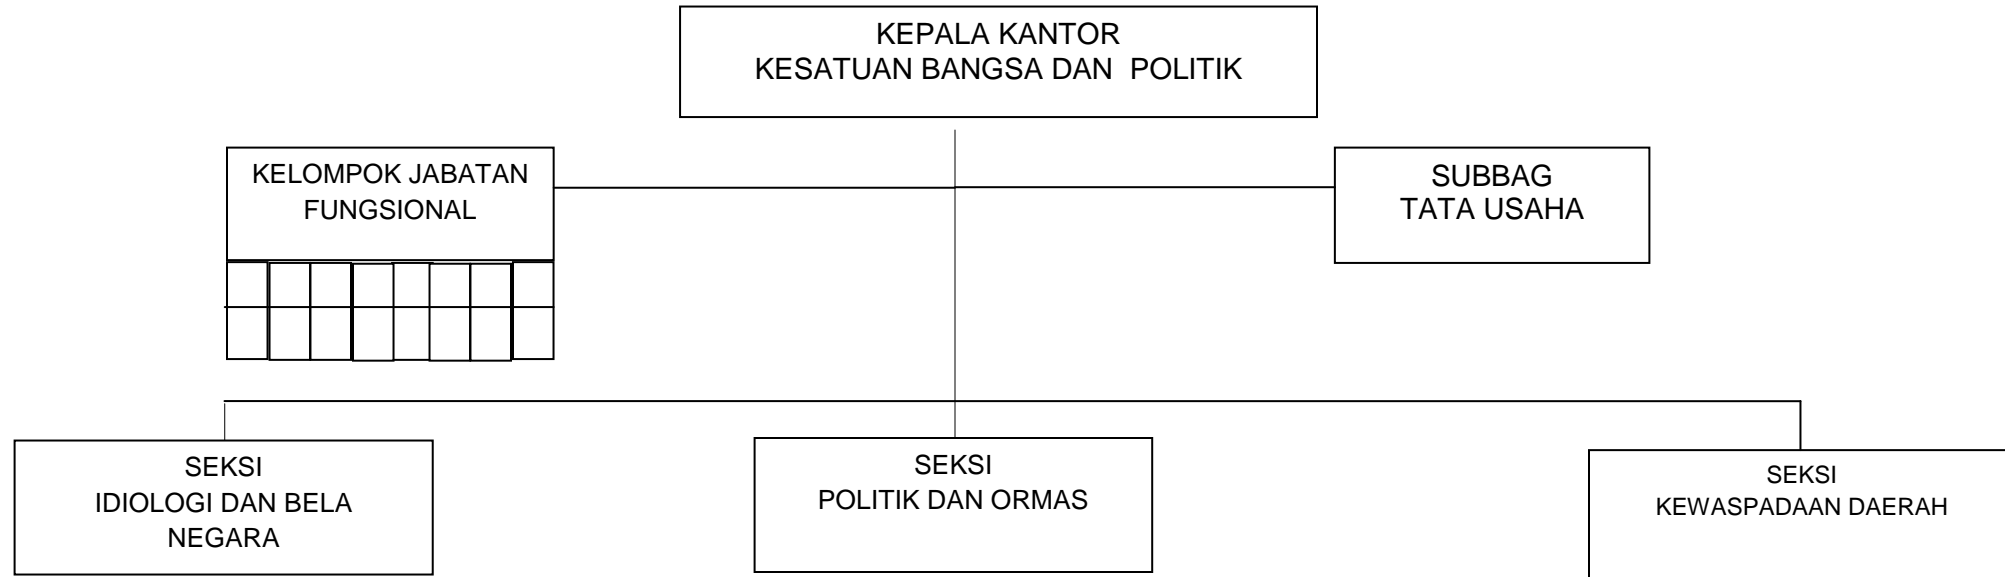 KEPALA KANTOR
KESATUAN BANGSA DAN  POLITIK
KELOMPOK JABATAN
FUNGSIONAL
SUBBAG
TATA USAHA
SEKSI
IDIOLOGI DAN BELA
NEGARA
SEKSI
POLITIK DAN ORMAS
SEKSI
KEWASPADAAN DAERAH